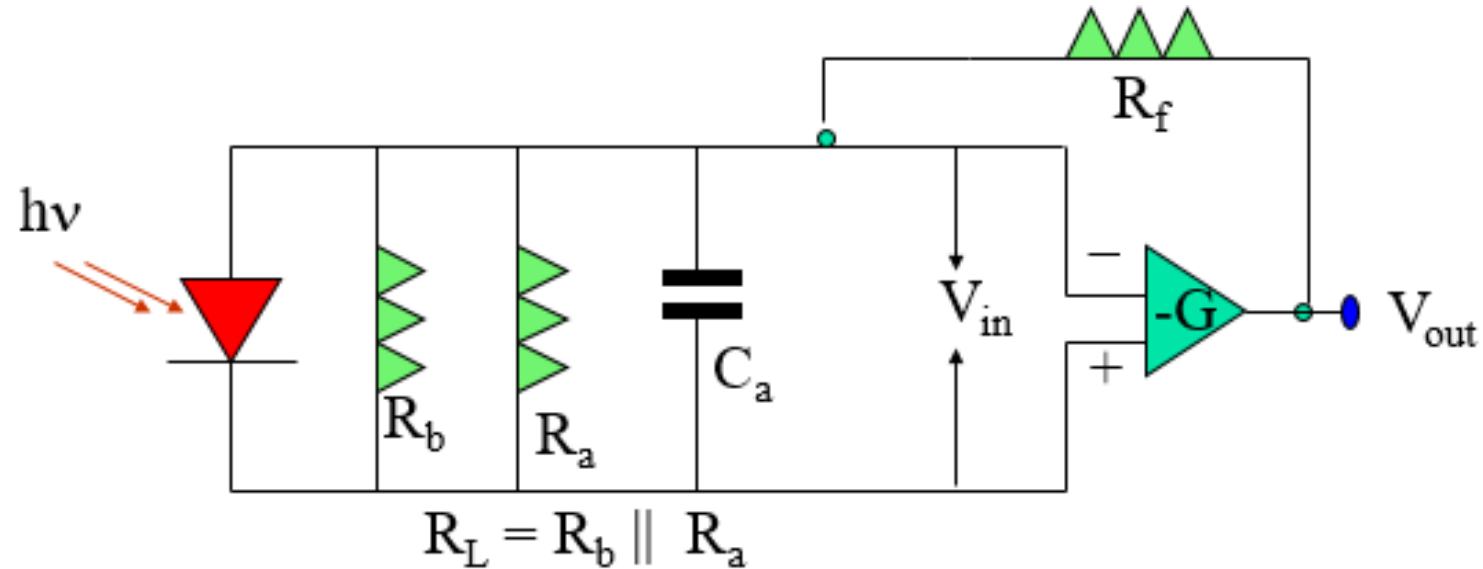 R_f
hν
−
-G
V_in
V_out
+
C_a
R_b
R_a
R_L = R_b || R_a